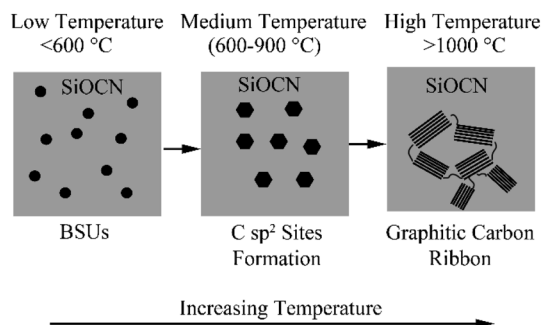 Low Temperature
<600 °C
Medium Temperature
(600-900 °C)
High Temperature
>1000 °C
SiOCN
SiOCN
SiOCN
BSUs
C sp² Sites
Formation
Graphitic Carbon
Ribbon
Increasing Temperature